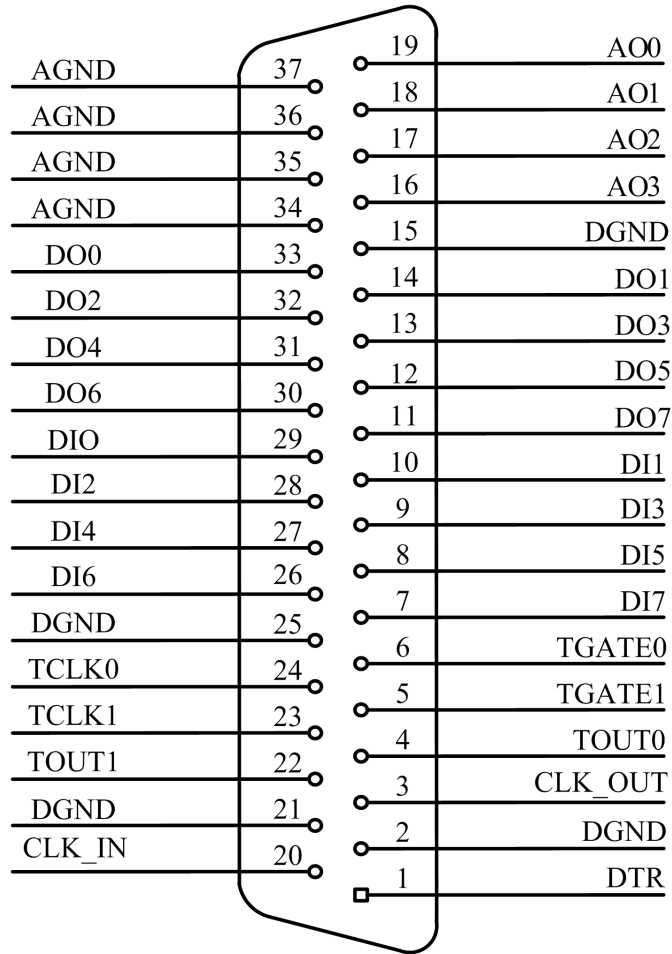 19 AO0
AGND 37
18 AO1
AGND 36
17 AO2
AGND 35
16 AO3
AGND 34
15 DGND
DO0 33
14 DO1
DO2 32
13 DO3
DO4 31
12 DO5
DO6 30
11 DO7
DIO 29
10 DI1
DI2 28
9 DI3
DI4 27
8 DI5
DI6 26
7 DI7
DGND 25
6 TGATE0
TCLK0 24
5 TGATE1
TCLK1 23
4 TOUT0
TOUT1 22
3 CLK_OUT
DGND 21
2 DGND
CLK_IN 20
1 DTR